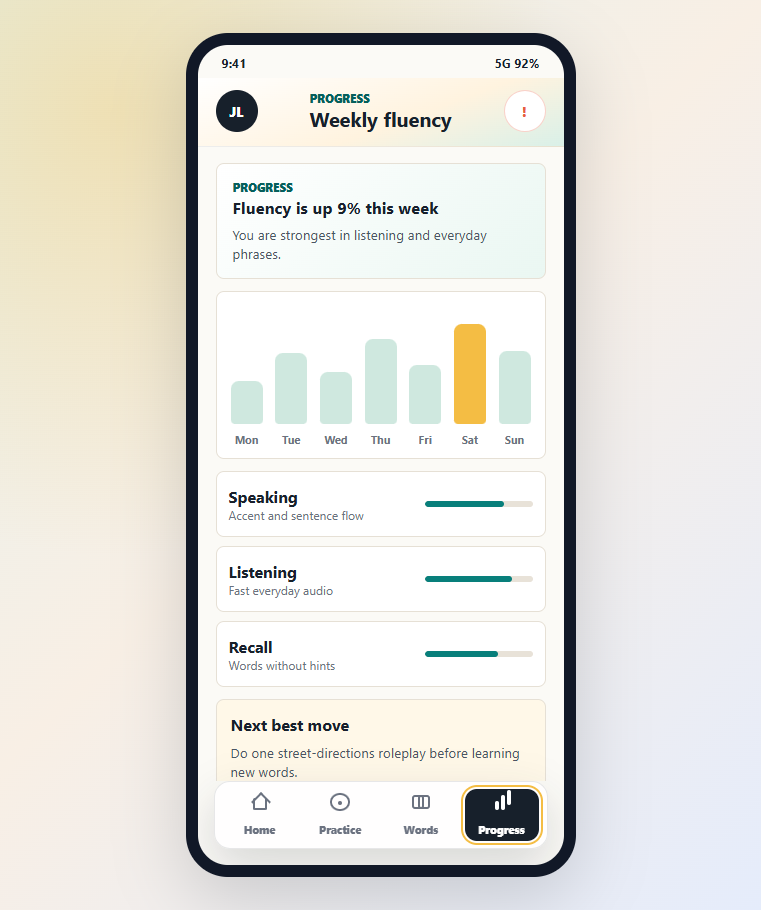 9:41
5G 92%
JL
PROGRESS
Weekly fluency
!
PROGRESS
Fluency is up 9% this week
You are strongest in listening and everyday
phrases.
Mon Tue Wed Thu Fri Sat Sun
Speaking
Accent and sentence flow
Listening
Fast everyday audio
Recall
Words without hints
Next best move
Do one street-directions roleplay before learning
new words.
Home Practice Words Progress